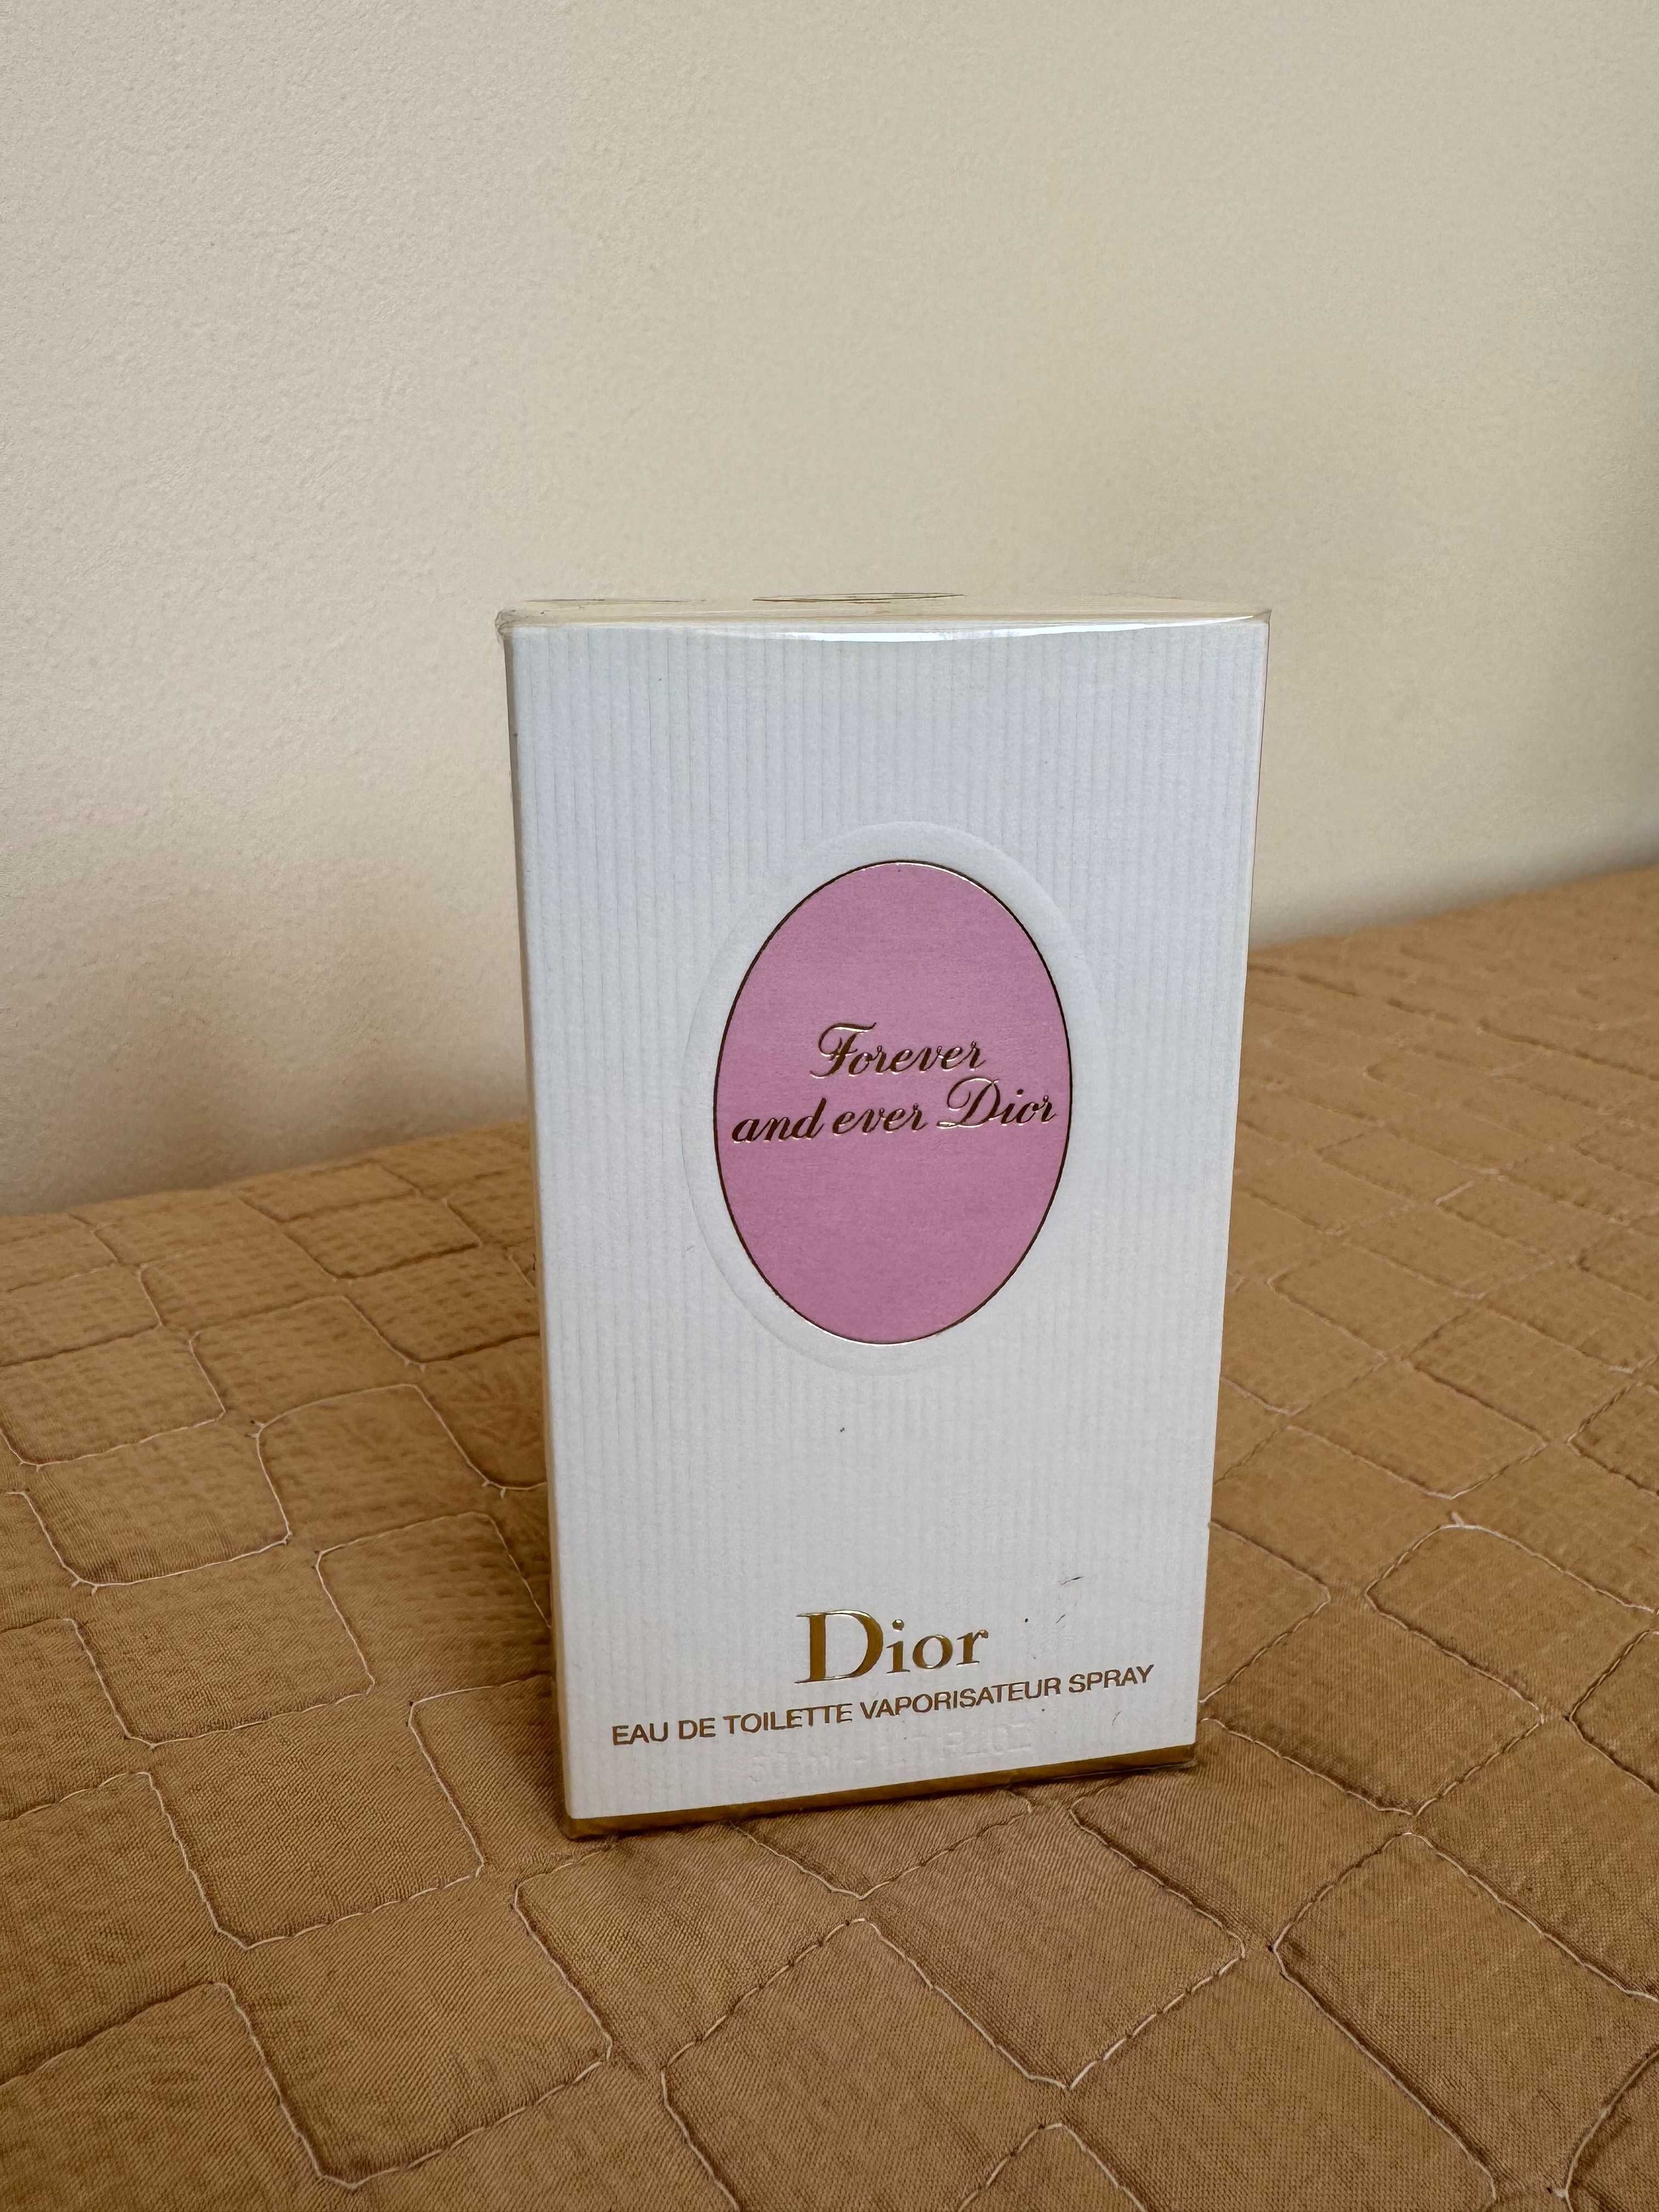 Forever
and ever Dior
Dior
EAU DE TOILETTE VAPORISATEUR SPRAY